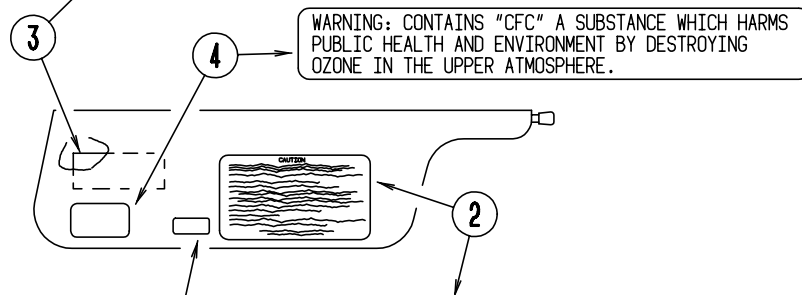 3
4
WARNING: CONTAINS "CFC" A SUBSTANCE WHICH HARMS
PUBLIC HEALTH AND ENVIRONMENT BY DESTROYING
OZONE IN THE UPPER ATMOSPHERE.
CAUTION
2